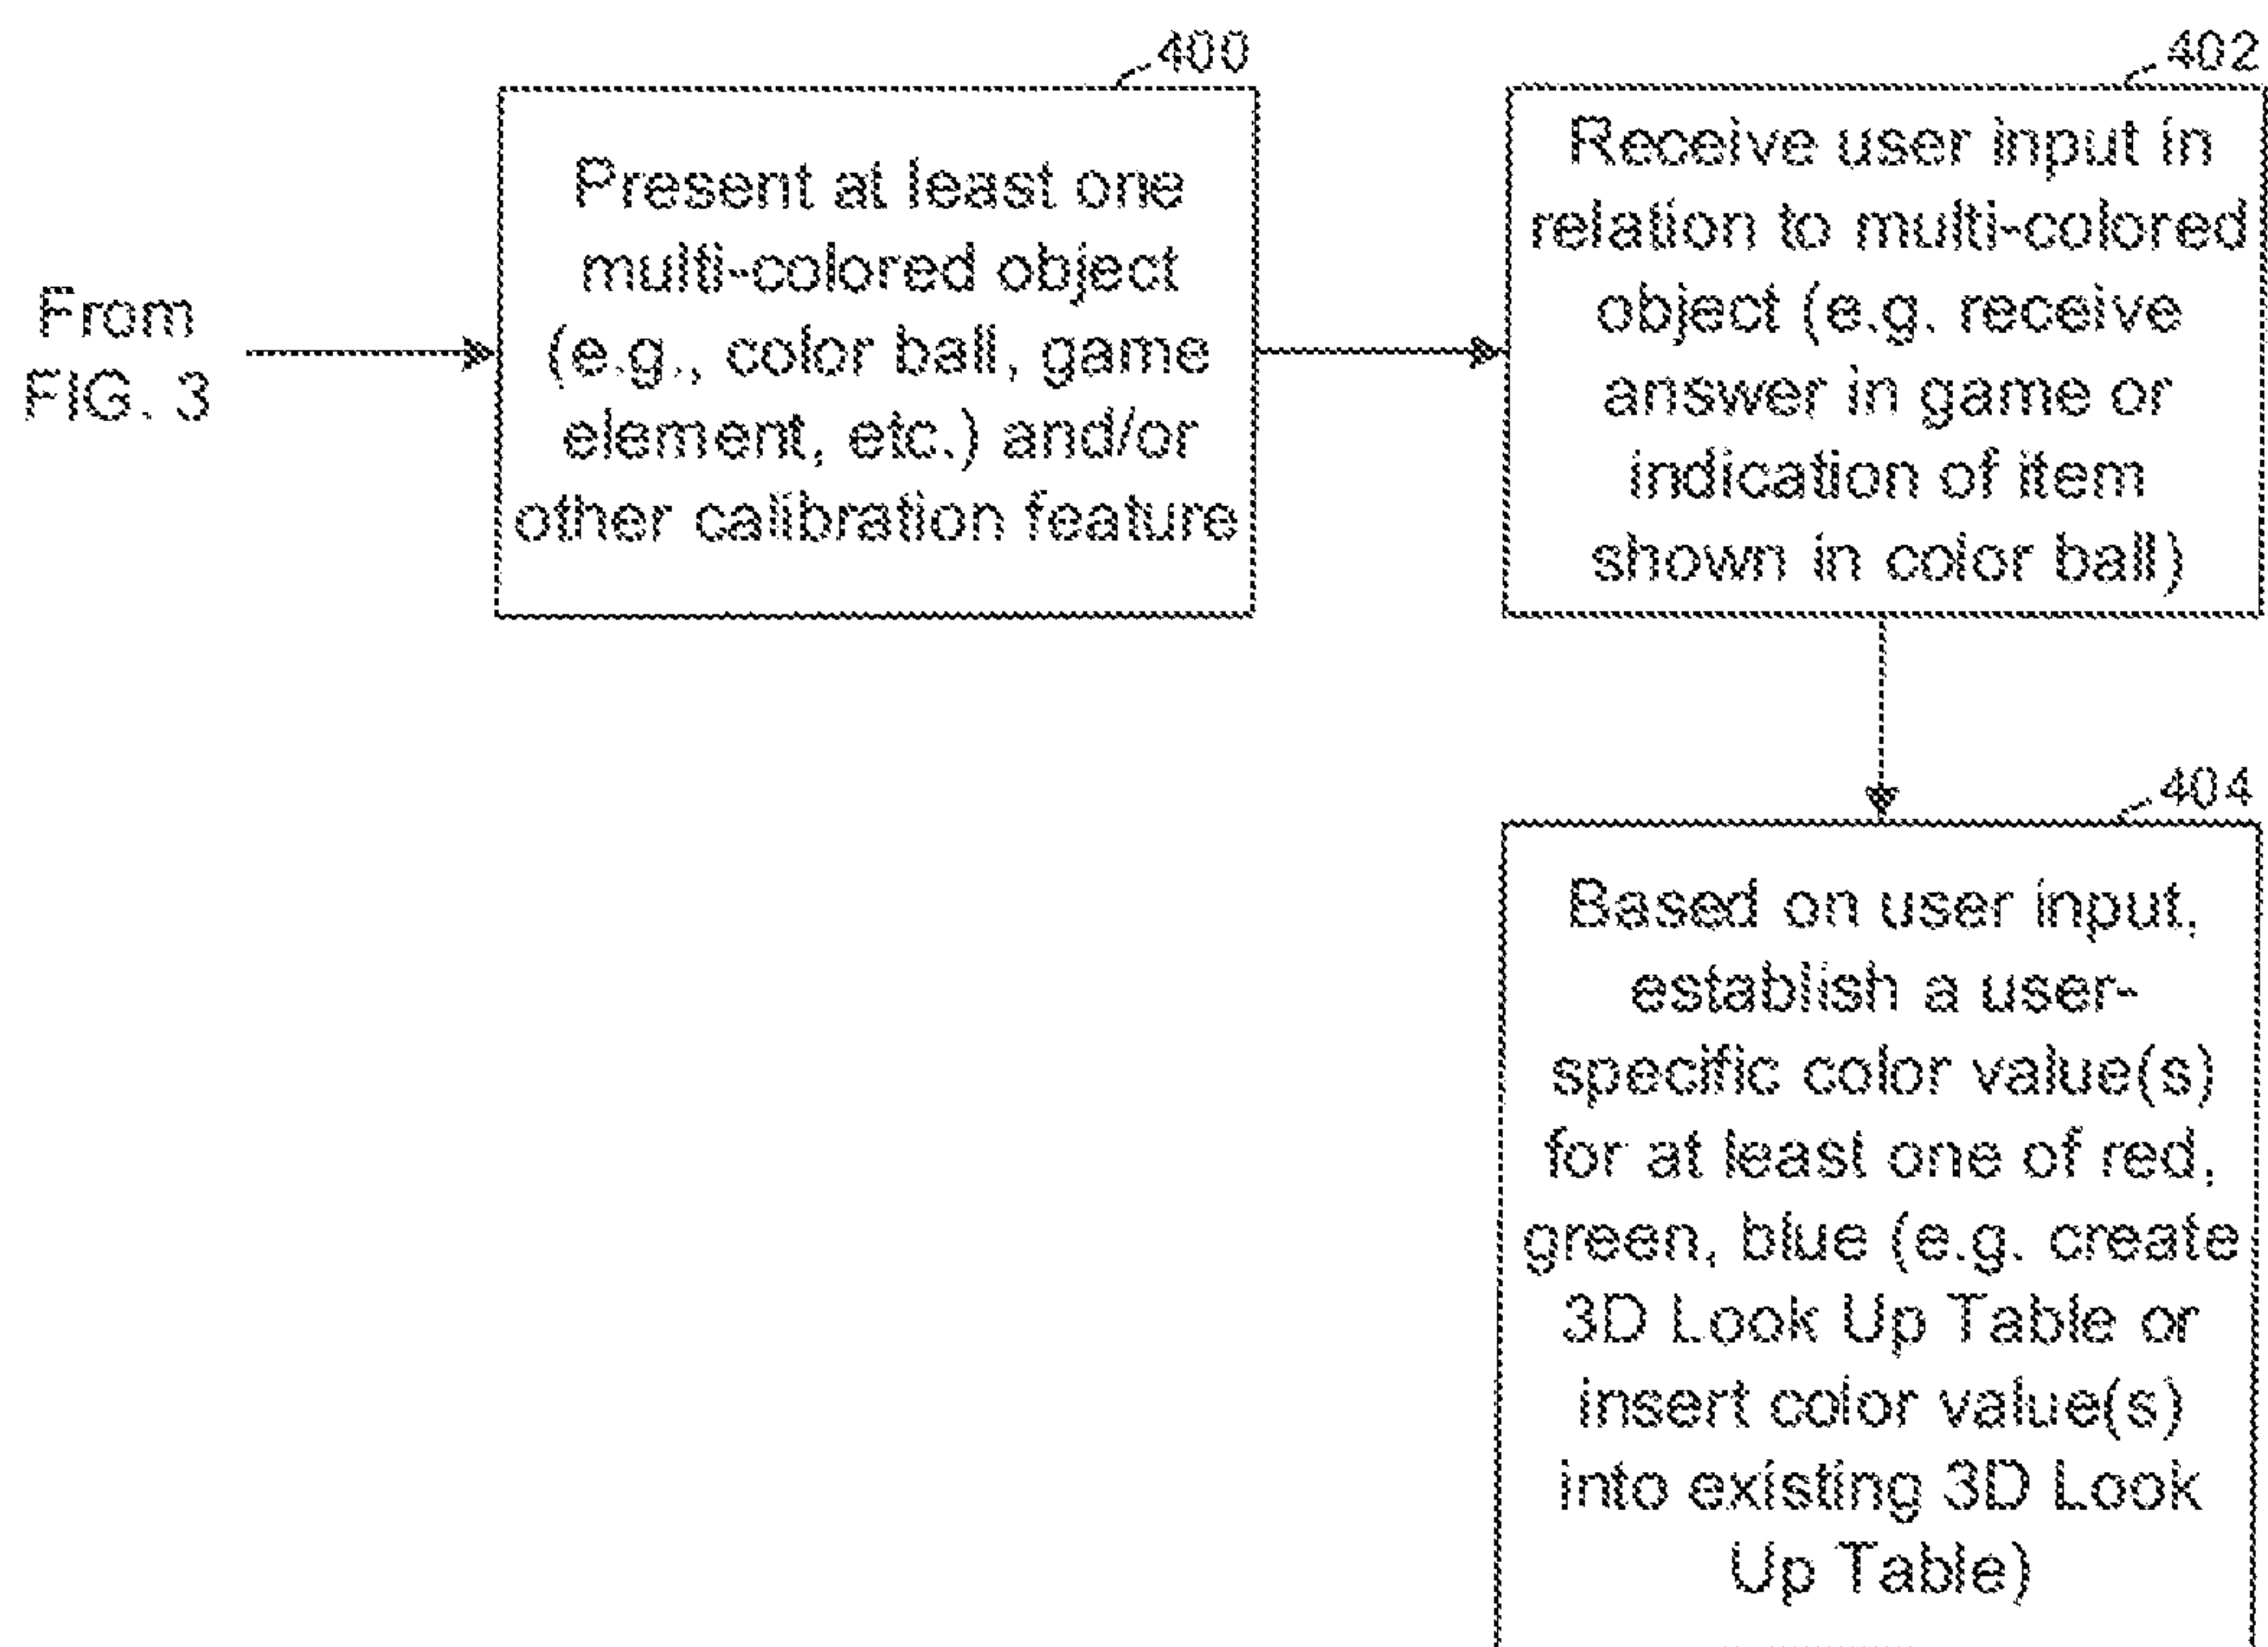 From
FIG. 3
400
Present at least one
multi-colored object
(e.g., color ball, game
element, etc.) and/or
other calibration feature
402
Receive user input in
relation to multi-colored
object (e.g. receive
answer in game or
indication of item
shown in color ball)
404
Based on user input,
establish a user-
specific color value(s)
for at least one of red,
green, blue (e.g. create
3D Look Up Table or
insert color value(s)
into existing 3D Look
Up Table)